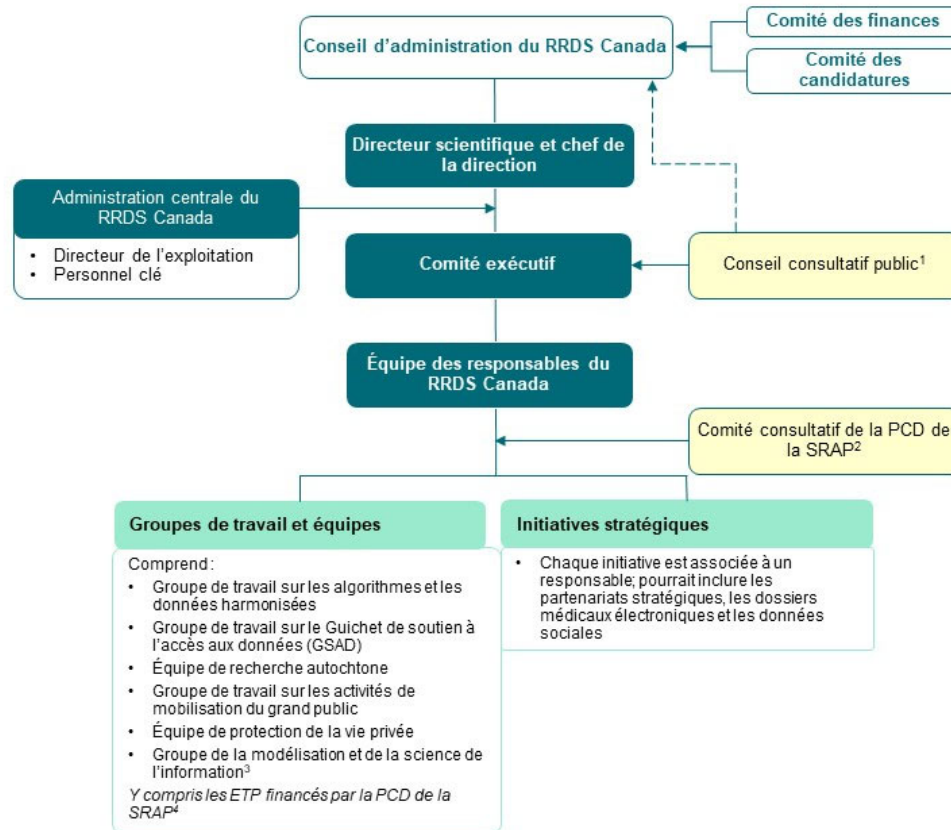 Conseil d’administration du RRDS Canada
Comité des finances
Comité des
candidatures
Directeur scientifique et chef de
la direction
Administration centrale du
RRDS Canada
• Directeur de l’exploitation
• Personnel clé
Comité exécutif
Conseil consultatif public¹
Équipe des responsables du
RRDS Canada
Comité consultatif de la PCD de
la SRAP²
Groupes de travail et équipes
Comprend :
• Groupe de travail sur les algorithmes et les
données harmonisées
• Groupe de travail sur le Guichet de soutien à
l’accès aux données (GSAD)
• Équipe de recherche autochtone
• Groupe de travail sur les activités de
mobilisation du grand public
• Équipe de protection de la vie privée
• Groupe de la modélisation et de la science de
l’information³
Y compris les ETP financés par la PCD de la
SRAP⁴
Initiatives stratégiques
• Chaque initiative est associée à un
responsable; pourrait inclure les
partenariats stratégiques, les dossiers
médicaux électroniques et les données
sociales